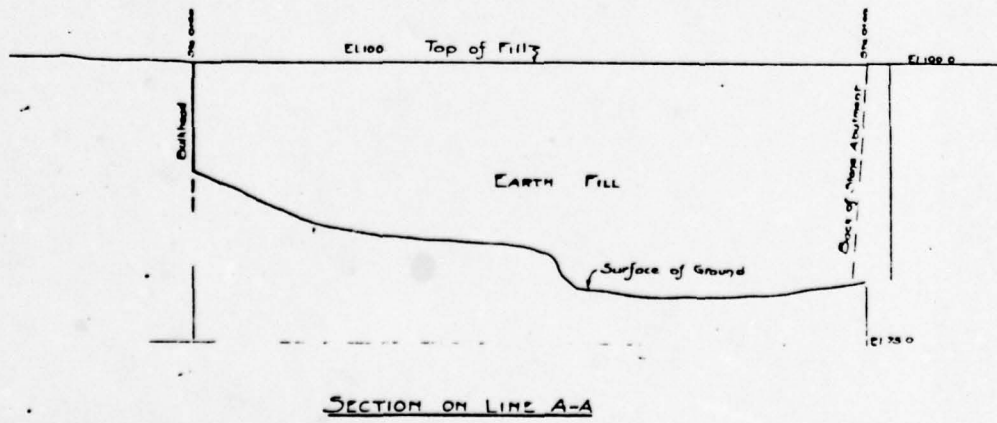 El.100 Top of Fill
El.100.0
Bulkhead
EARTH FILL
Back of Stone Abutment
Surface of Ground
El 75.0
SECTION ON LINE A-A